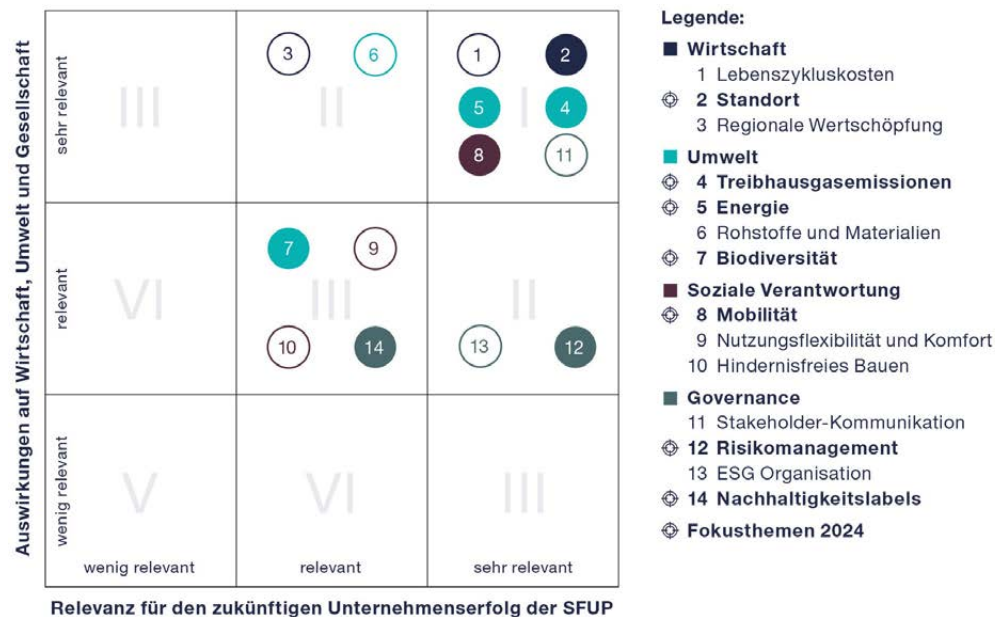 Auswirkungen auf Wirtschaft, Umwelt und Gesellschaft
sehr relevant
III
II
I
3
6
1
2
5
4
8
11
relevant
VI
III
II
7
9
10
14
13
12
wenig relevant
V
VI
III
wenig relevant
relevant
sehr relevant
Relevanz für den zukünftigen Unternehmenserfolg der SFUP
Legende:
Wirtschaft
1 Lebenszykluskosten
2 Standort
3 Regionale Wertschöpfung
Umwelt
4 Treibhausgasemissionen
5 Energie
6 Rohstoffe und Materialien
7 Biodiversität
Soziale Verantwortung
8 Mobilität
9 Nutzungsflexibilität und Komfort
10 Hindernisfreies Bauen
Governance
11 Stakeholder-Kommunikation
12 Risikomanagement
13 ESG Organisation
14 Nachhaltigkeitslabels
Fokusthemen 2024